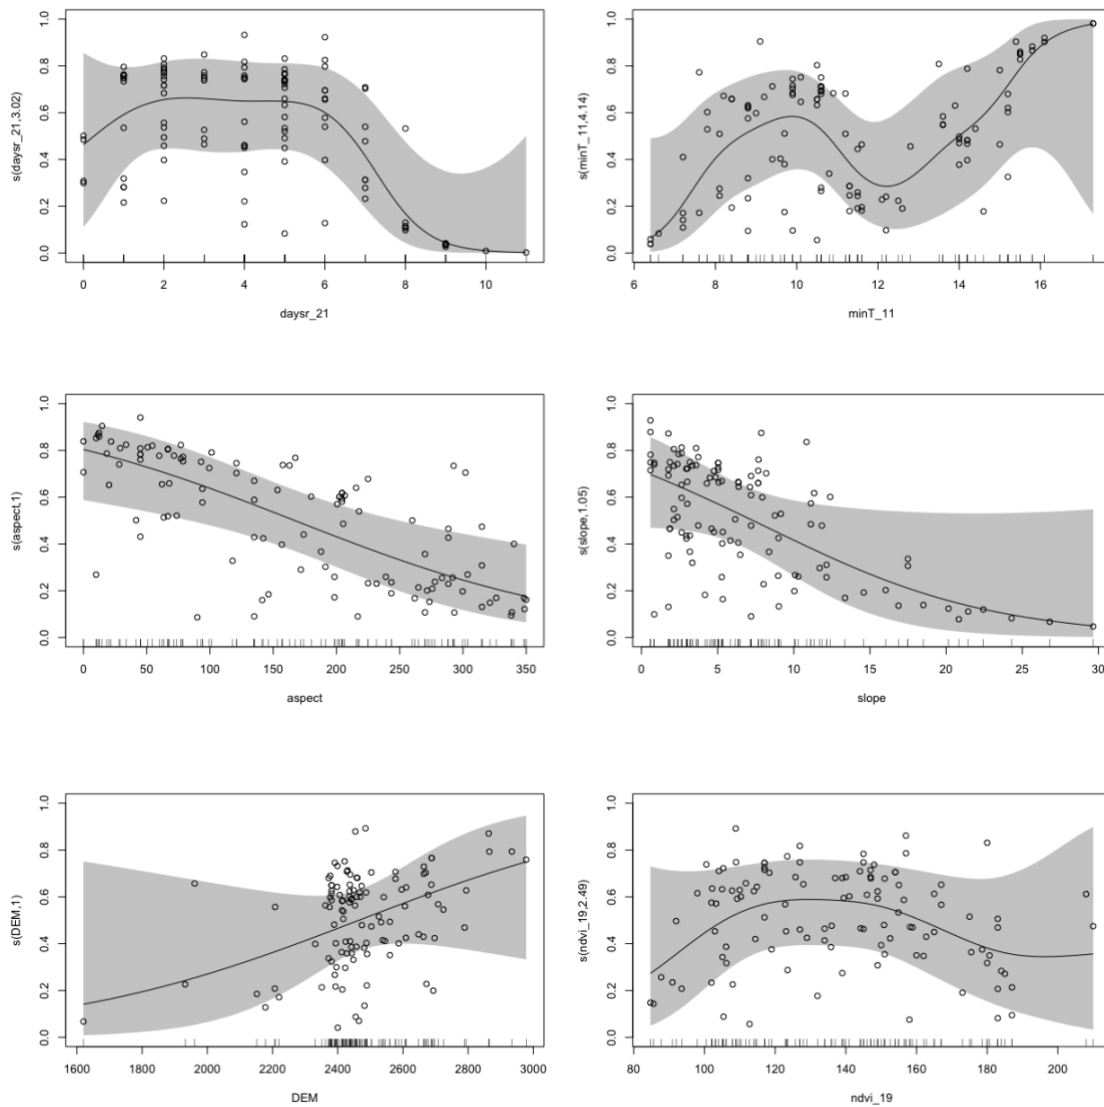 s(daysr_21,3.02)
0.0 0.2 0.4 0.6 0.8 1.0
0 2 4 6 8 10
daysr_21
s(minT_11,4.14)
0.0 0.2 0.4 0.6 0.8 1.0
6 8 10 12 14 16
minT_11
s(aspect,1)
0.0 0.2 0.4 0.6 0.8 1.0
0 50 100 150 200 250 300 350
aspect
s(slope,1.05)
0.0 0.2 0.4 0.6 0.8 1.0
0 5 10 15 20 25 30
slope
s(DEM,1)
0.0 0.2 0.4 0.6 0.8 1.0
1600 1800 2000 2200 2400 2600 2800 3000
DEM
s(ndvi_19,2.49)
0.0 0.2 0.4 0.6 0.8 1.0
80 100 120 140 160 180 200
ndvi_19